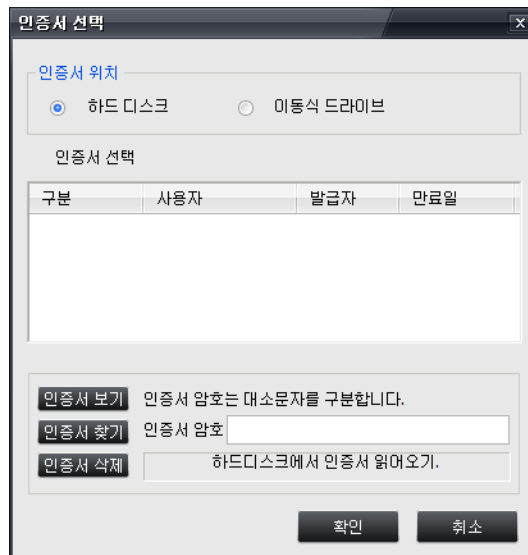 인증서 선택
인증서 위치
하드 디스크 이동식 드라이브
인증서 선택
구분 사용자 발급자 만료일
인증서 보기 인증서 암호는 대소문자를 구분합니다.
인증서 찾기 인증서 암호
인증서 삭제 하드디스크에서 인증서 읽어오기.
확인 취소